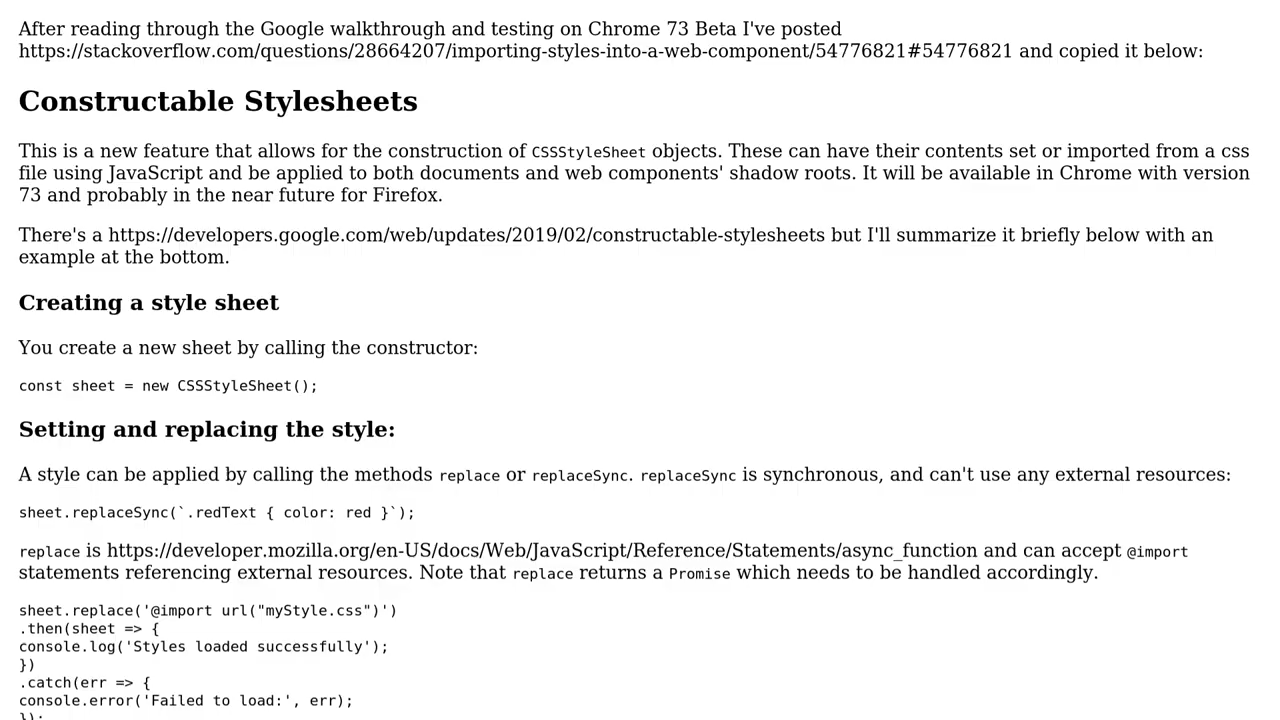 After reading through the Google walkthrough and testing on Chrome 73 Beta I've posted
https://stackoverflow.com/questions/28664207/importing-styles-into-a-web-component/54776821#54776821 and copied it below:
Constructable Stylesheets
This is a new feature that allows for the construction of CSSStyleSheet objects. These can have their contents set or imported from a css
file using JavaScript and be applied to both documents and web components' shadow roots. It will be available in Chrome with version
73 and probably in the near future for Firefox.
There's a https://developers.google.com/web/updates/2019/02/constructable-stylesheets but I'll summarize it briefly below with an
example at the bottom.
Creating a style sheet
You create a new sheet by calling the constructor:
const sheet = new CSSStyleSheet();
Setting and replacing the style:
A style can be applied by calling the methods replace or replaceSync. replaceSync is synchronous, and can't use any external resources:
sheet.replaceSync(`.redText { color: red }`);
replace is https://developer.mozilla.org/en-US/docs/Web/JavaScript/Reference/Statements/async_function and can accept @import
statements referencing external resources. Note that replace returns a Promise which needs to be handled accordingly.
sheet.replace('@import url("myStyle.css")')
.then(sheet => {
console.log('Styles loaded successfully');
})
.catch(err => {
console.error('Failed to load:', err);
});